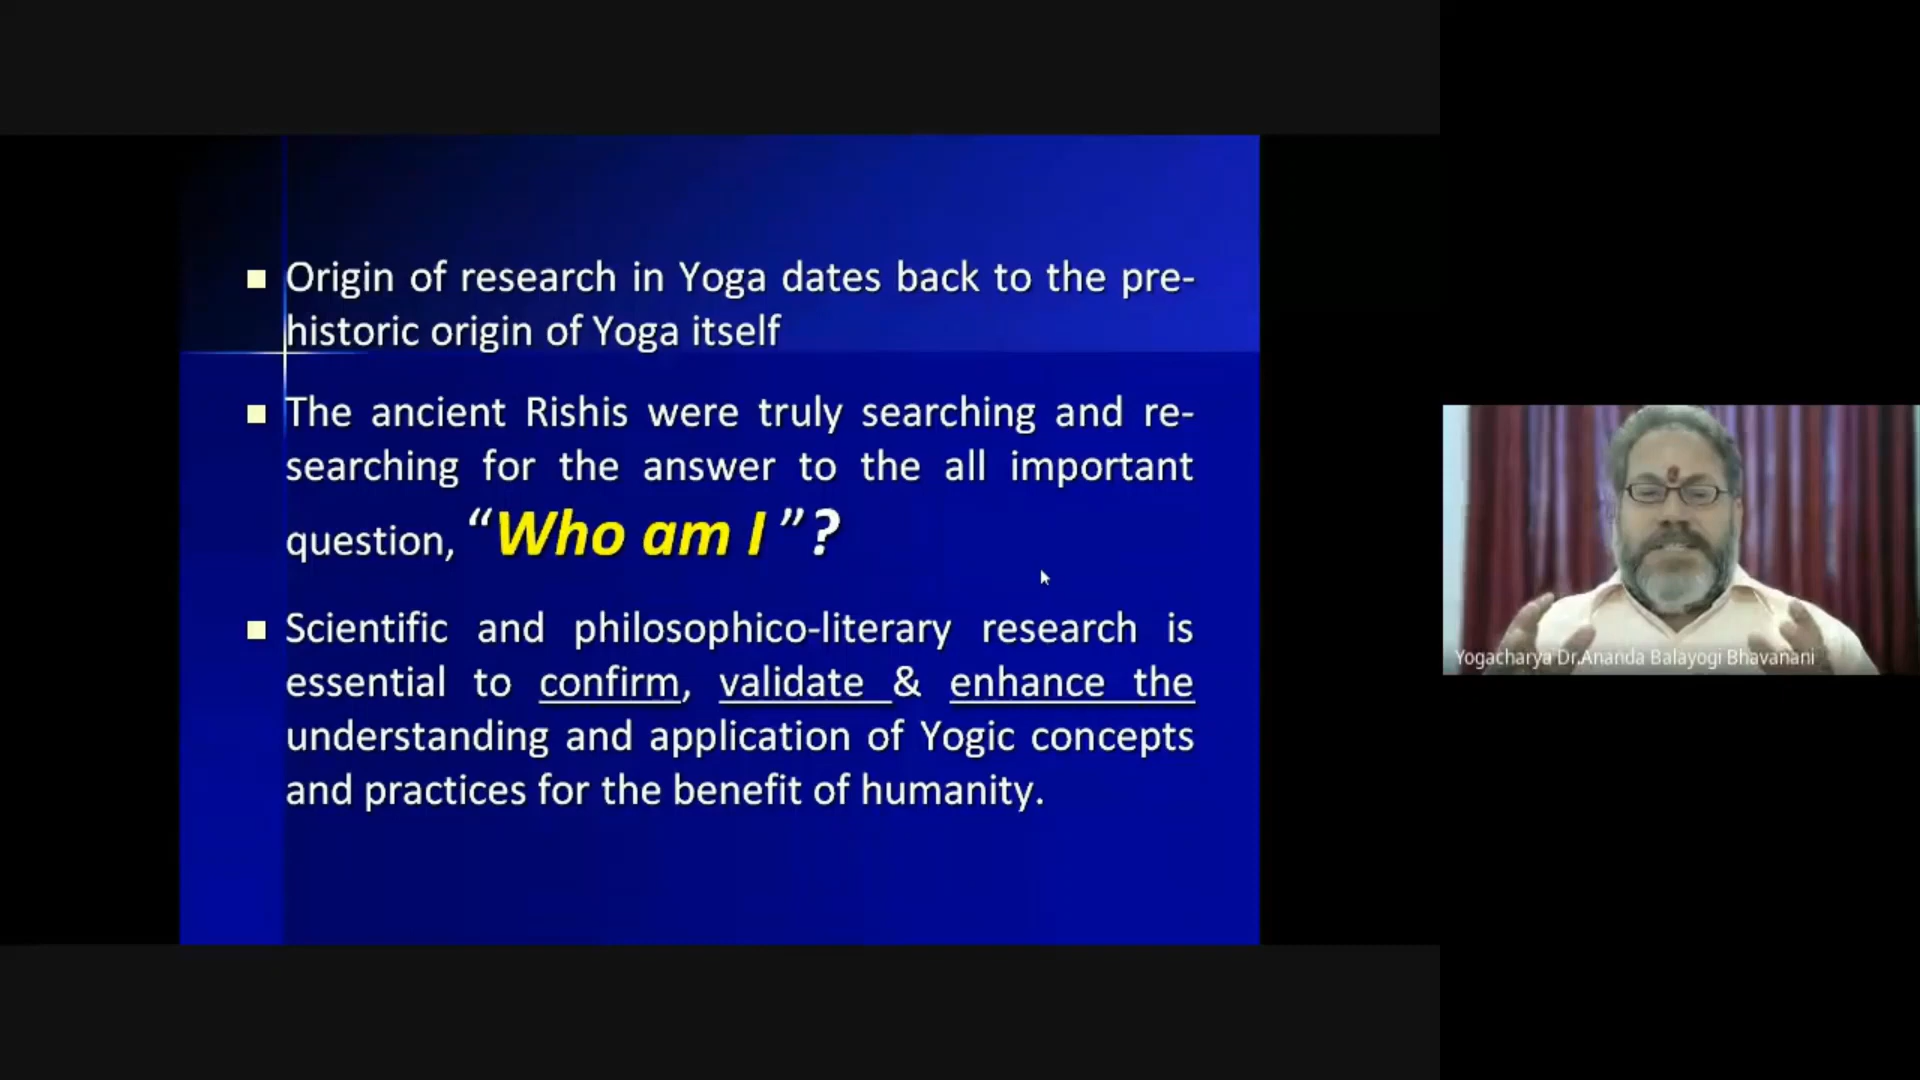 Origin of research in Yoga dates back to the pre-
historic origin of Yoga itself
The ancient Rishis were truly searching and re-
searching for the answer to the all important
question, “Who am I ”?
Scientific and philosophico-literary research is
essential to confirm, validate & enhance the
understanding and application of Yogic concepts
and practices for the benefit of humanity.
Yogacharya Dr.Ananda Balayogi Bhavanani